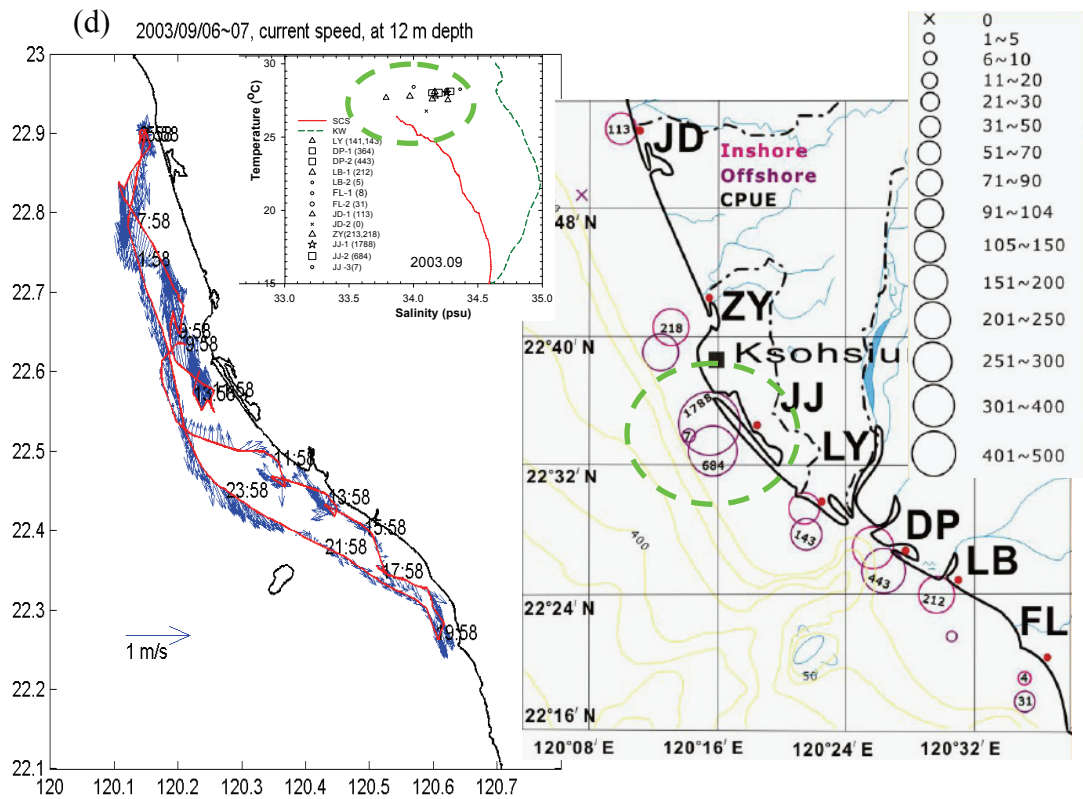 (d)
2003/09/06~07, current speed, at 12 m depth
23
22.9
22.8
22.7
22.6
22.5
22.4
22.3
22.2
22.1
120
120.1
120.2
120.3
120.4
120.5
120.6
120.7
7:58
1:58
9:58
9:58
11:58
23:58
13:58
15:58
21:58
17:58
19:58
1 m/s
Temperature (°C)
30
25
20
15
33.0
33.5
34.0
34.5
35.0
Salinity (psu)
SCS
KW
LY (141,143)
DP-1 (364)
DP-2 (443)
LB-1 (212)
LB-2 (5)
FL-1 (8)
FL-2 (31)
JD-1 (113)
JD-2 (0)
ZY(213,218)
JJ-1 (1788)
JJ-2 (684)
JJ -3(7)
2003.09
113
JD
Inshore
Offshore
CPUE
48′ N
ZY
218
22°40′ N
Ksohsiu
JJ
1788
7
684
22°32′ N
LY
400
143
DP
443
LB
212
22°24′ N
FL
4
31
50
22°16′ N
120°08′ E
120°16′ E
120°24′ E
120°32′ E
0
1~5
6~10
11~20
21~30
31~50
51~70
71~90
91~104
105~150
151~200
201~250
251~300
301~400
401~500